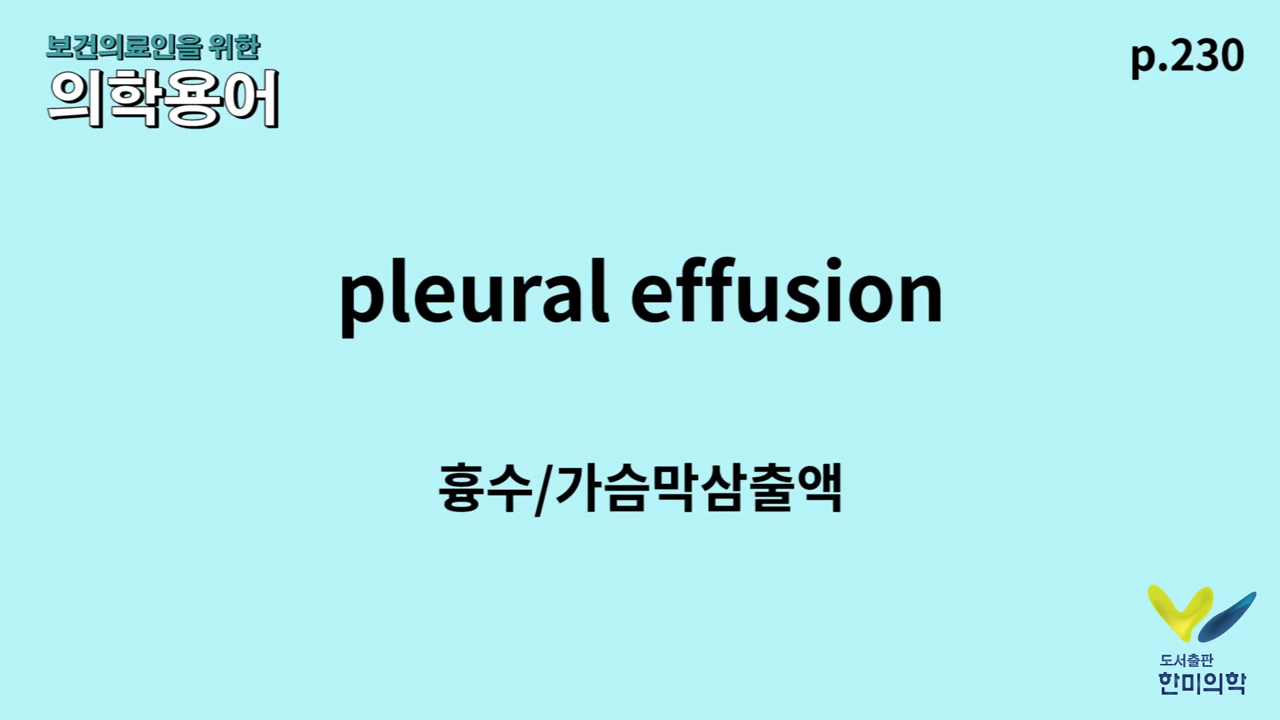 보건의료인을 위한
의학용어
p.230
pleural effusion
흉수/가슴막삼출액
도서출판
한미의학